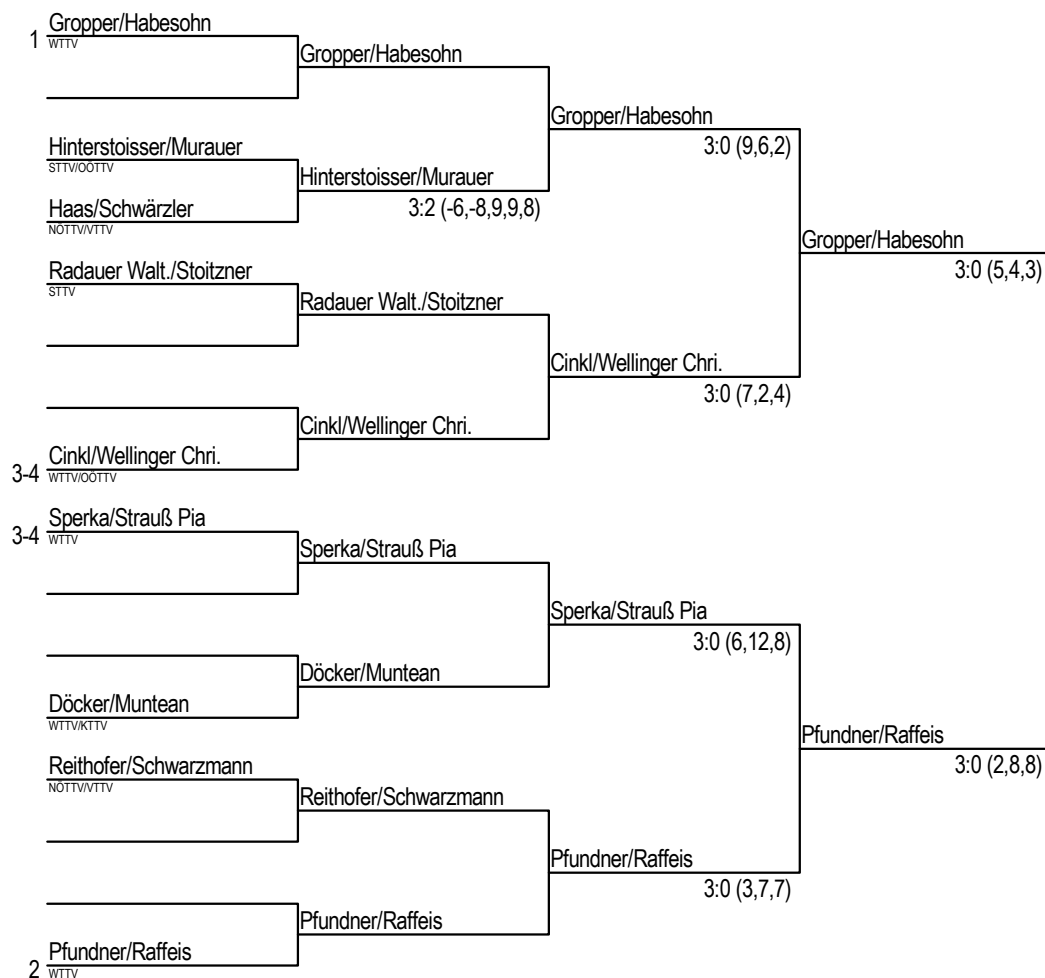 Gropper/Habesohn
1 WTTV
Gropper/Habesohn
Gropper/Habesohn
3:0 (9,6,2)
Hinterstoisser/Murauer
STTV/OÖTTV
Hinterstoisser/Murauer
3:2 (-6,-8,9,9,8)
Haas/Schwärzler
NÖTTV/VTTV
Gropper/Habesohn
3:0 (5,4,3)
Radauer Walt./Stoitzner
STTV
Radauer Walt./Stoitzner
Cinkl/Wellinger Chri.
3:0 (7,2,4)
Cinkl/Wellinger Chri.
Cinkl/Wellinger Chri.
3-4 WTTV/OÖTTV
Sperka/Strauß Pia
3-4 WTTV
Sperka/Strauß Pia
Sperka/Strauß Pia
3:0 (6,12,8)
Döcker/Muntean
Döcker/Muntean
WTTV/KTTV
Pfundner/Raffeis
3:0 (2,8,8)
Reithofer/Schwarzmann
NÖTTV/VTTV
Reithofer/Schwarzmann
Pfundner/Raffeis
3:0 (3,7,7)
Pfundner/Raffeis
Pfundner/Raffeis
2 WTTV